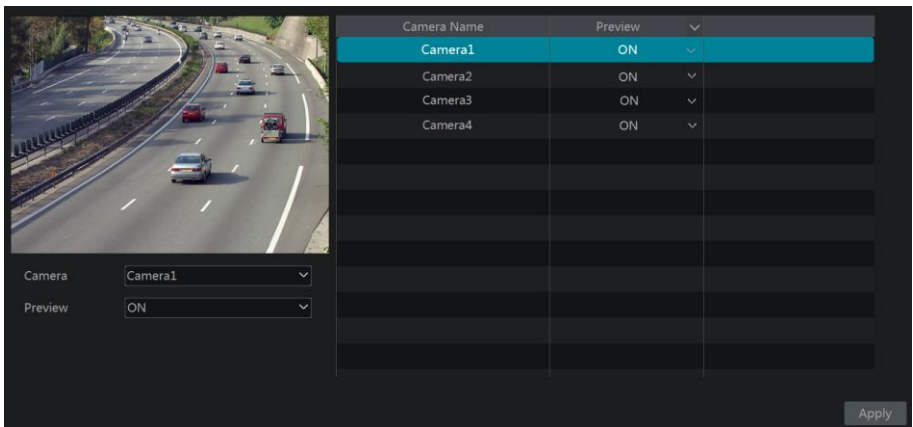 Camera Name Preview
Camera1 ON
Camera2 ON
Camera3 ON
Camera4 ON
Camera Camera1
Preview ON
Apply